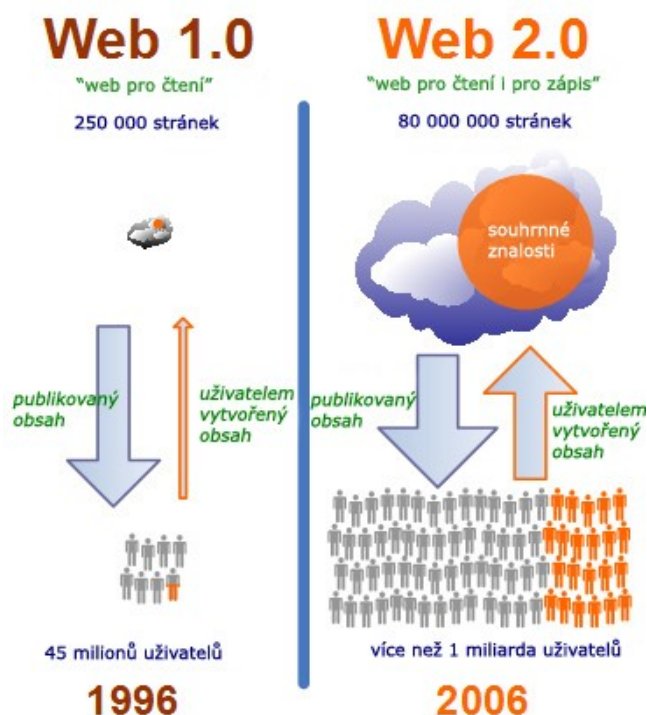 Web 1.0
"web pro čtení"
250 000 stránek
publikovaný
obsah
uživatelem
vytvořený
obsah
45 milionů uživatelů
1996
Web 2.0
"web pro čtení i pro zápis"
80 000 000 stránek
souhrnné
znalosti
publikovaný
obsah
uživatelem
vytvořený
obsah
více než 1 miliarda uživatelů
2006